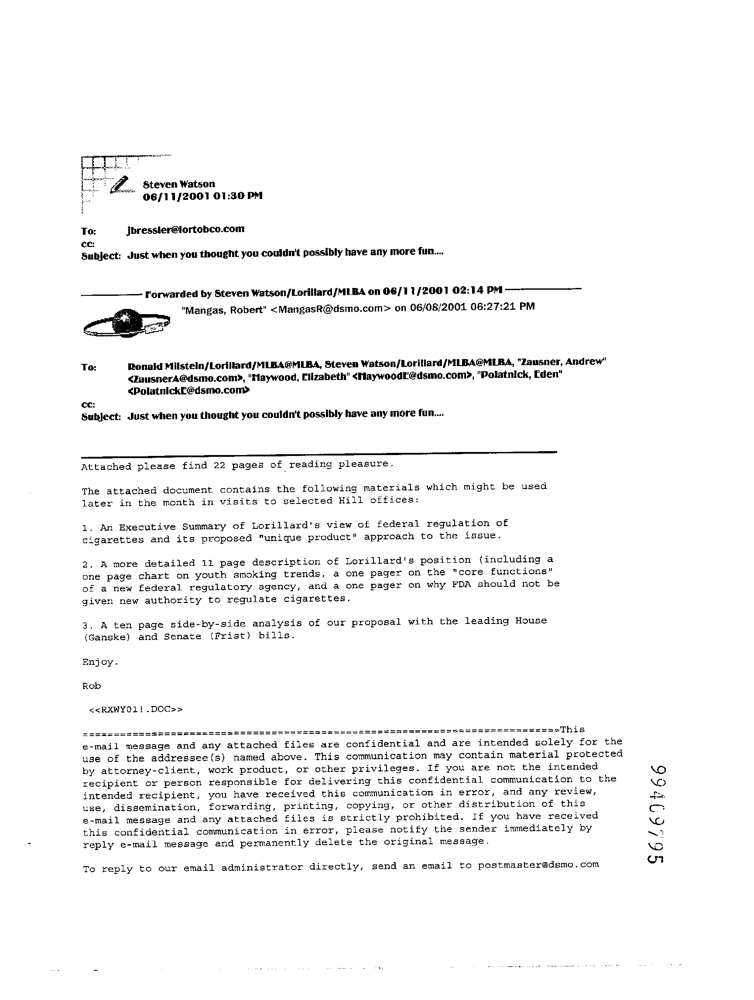 Steven Watson
06/11/2001 01:30 PM
To: jbressler@lortobco.com
cc:
Subject: Just when you thought you couldn't possibly have any more fun....
Forwarded by Steven Watson/Lorillard/MLBA on 06/11/2001 02:14 PM
"Mangas, Robert" <MangasR@dsmo.com> on 06/08/2001 06:27:21 PM
To: Ronald Milstein/Lorillard/MLBA@MLBA, Steven Watson/Lorillard/MLBA@MLBA, "Zausner, Andrew"
<ZausnerA@dsmo.com>, "Haywood, Elizabeth" <HaywoodE@dsmo.com>, "Polatnick, Eden"
<PolatnickE@dsmo.com>
cc:
Subject: Just when you thought you couldn't possibly have any more fun....
Attached please find 22 pages of reading pleasure.
The attached document contains the following materials which might be used
later in the month in visits to selected Hill offices:
1. An Executive Summary of Lorillard's view of federal regulation of
cigarettes and its proposed "unique product" approach to the issue.
2. A more detailed 11 page description of Lorillard's position (including a
one page chart on youth smoking trends, a one pager on the "core functions"
of a new federal regulatory agency, and a one pager on why FDA should not be
given new authority to regulate cigarettes.
3. A ten page side-by-side analysis of our proposal with the leading House
(Ganske) and Senate (Frist) bills.
Enjoy.
Rob
<<RXWY01!.DOC>>
==============================================================================This
e-mail message and any attached files are confidential and are intended solely for the
use of the addressee(s) named above. This communication may contain material protected
by attorney-client, work product, or other privileges. If you are not the intended
recipient or person responsible for delivering this confidential communication to the
intended recipient, you have received this communication in error, and any review,
use, dissemination, forwarding, printing, copying, or other distribution of this
e-mail message and any attached files is strictly prohibited. If you have received
this confidential communication in error, please notify the sender immediately by
reply e-mail message and permanently delete the original message.
To reply to our email administrator directly, send an email to postmaster@dsmo.com
99469795